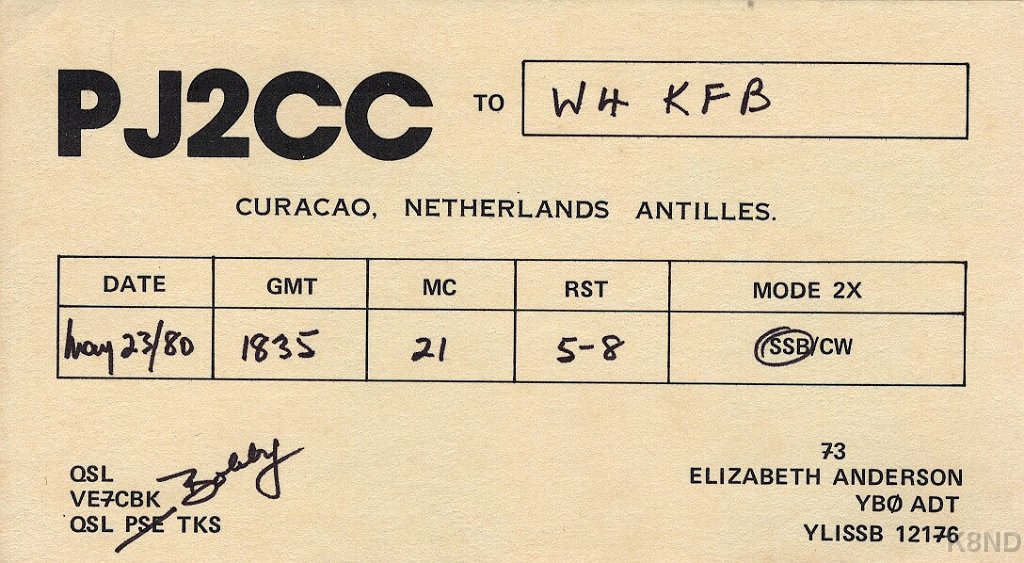 PJ2CC TO W4 KFB
CURACAO, NETHERLANDS ANTILLES.
DATE GMT MC RST MODE 2X
May 23/80 1835 21 5-8 SSB/CW
73
QSL Bobby ELIZABETH ANDERSON
VE7CBK YBØ ADT
QSL PSE TKS YLISSB 12176
K8ND